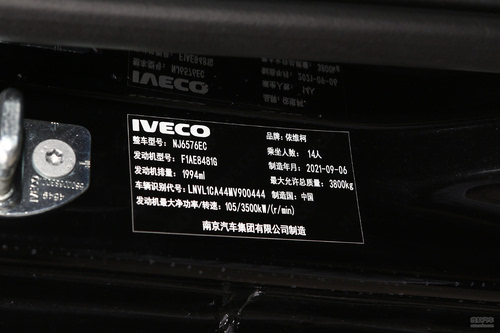 IVECO
品牌：依维柯
整车型号：NJ6576EC
乘坐人数：14人
发动机型号：F1AE8481G
制造年月：2021-09-06
发动机排量：1994ml
最大允许总质量：3800kg
车辆识别代号：LNVL1CA44MV900444
制造国：中国
发动机最大净功率/转速：105/3500kW/(r/min)
南京汽车集团有限公司制造